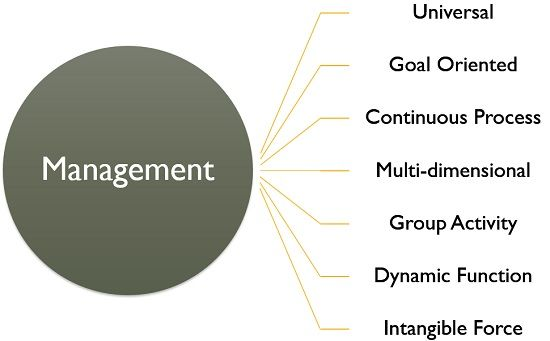 Management
Universal
Goal Oriented
Continuous Process
Multi-dimensional
Group Activity
Dynamic Function
Intangible Force